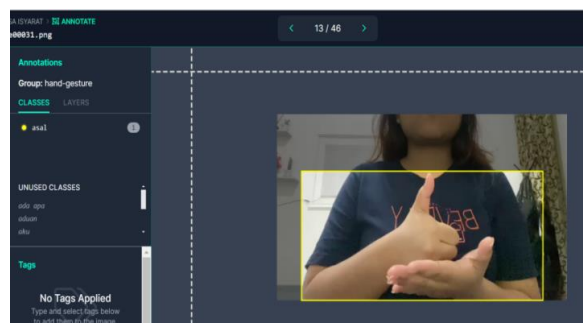 GA ISYARAT › ANNOTATE
e00031.png
< 13 / 46 >
Annotations
Group: hand-gesture
CLASSES LAYERS
asal 1
UNUSED CLASSES
ada apa
aduan
aku
Tags
No Tags Applied
Type and select tags below
to add them to the image